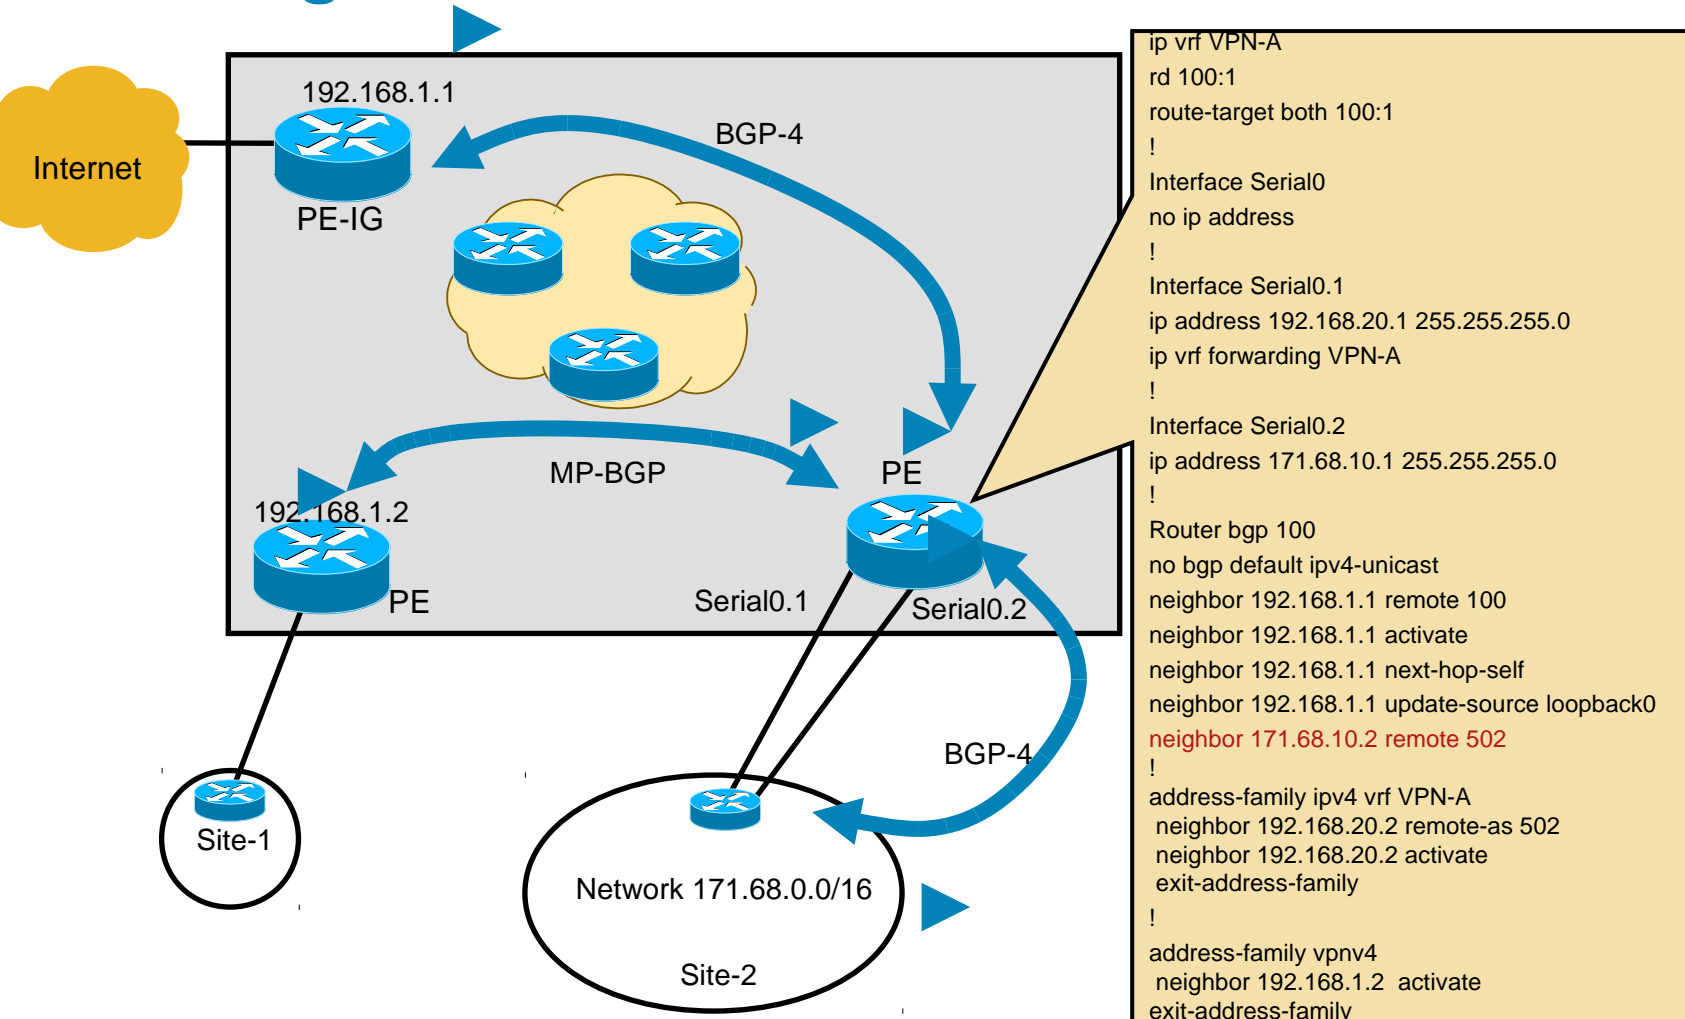 192.168.1.1
BGP-4
Internet
PE-IG
MP-BGP
PE
192.168.1.2
PE
Serial0.1
Serial0.2
BGP-4
Site-1
Network 171.68.0.0/16
Site-2
ip vrf VPN-A
rd 100:1
route-target both 100:1
!
Interface Serial0
no ip address
!
Interface Serial0.1
ip address 192.168.20.1 255.255.255.0
ip vrf forwarding VPN-A
!
Interface Serial0.2
ip address 171.68.10.1 255.255.255.0
!
Router bgp 100
no bgp default ipv4-unicast
neighbor 192.168.1.1 remote 100
neighbor 192.168.1.1 activate
neighbor 192.168.1.1 next-hop-self
neighbor 192.168.1.1 update-source loopback0
neighbor 171.68.10.2 remote 502
!
address-family ipv4 vrf VPN-A
neighbor 192.168.20.2 remote-as 502
neighbor 192.168.20.2 activate
exit-address-family
!
address-family vpnv4
neighbor 192.168.1.2 activate
exit-address-family